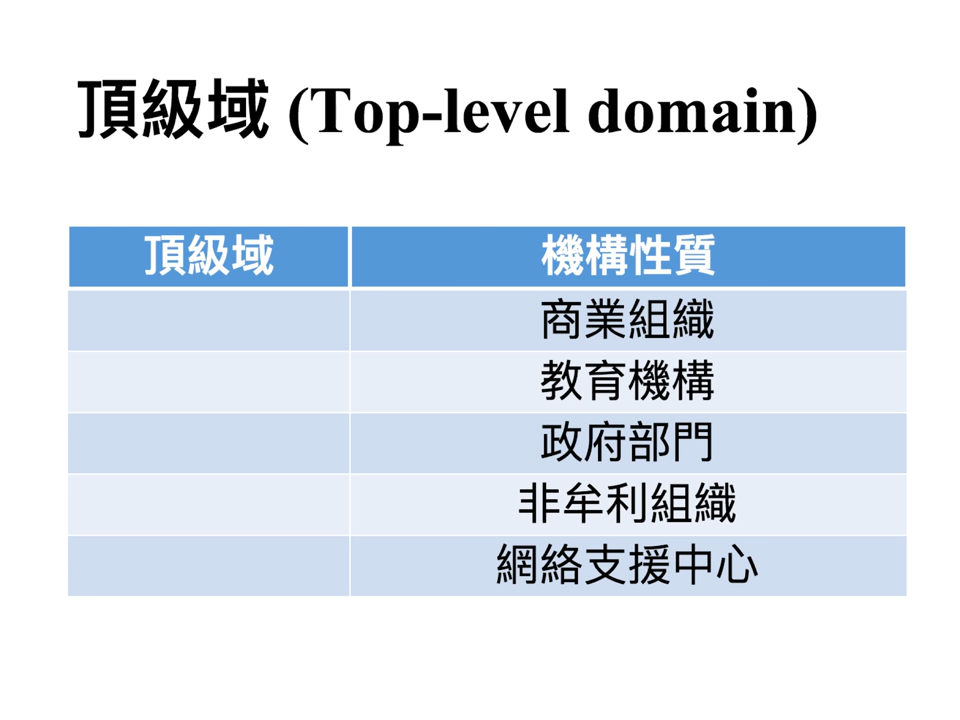 頂級域 (Top-level domain)
頂級域 機構性質
商業組織
教育機構
政府部門
非牟利組織
網絡支援中心